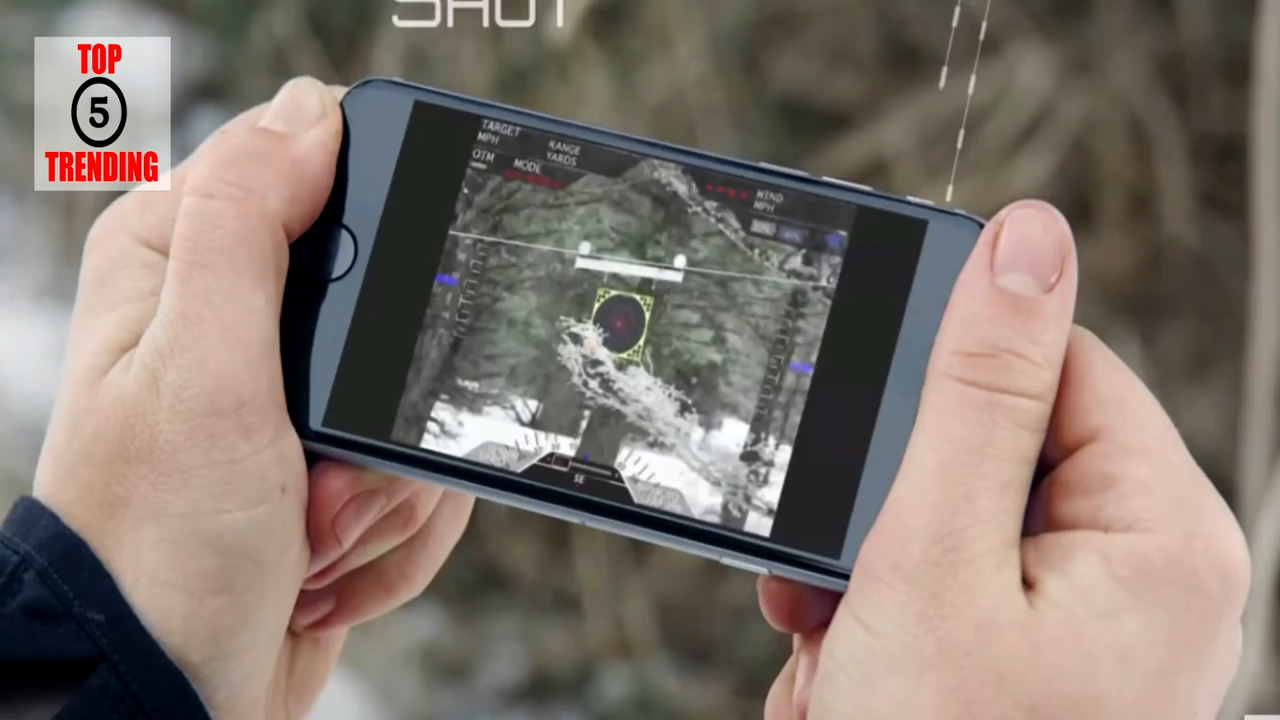 SHOT
TOP
5
TRENDING
TARGET
MPH
RANGE
YARDS
OTM
MODE
WIND
MPH
SE